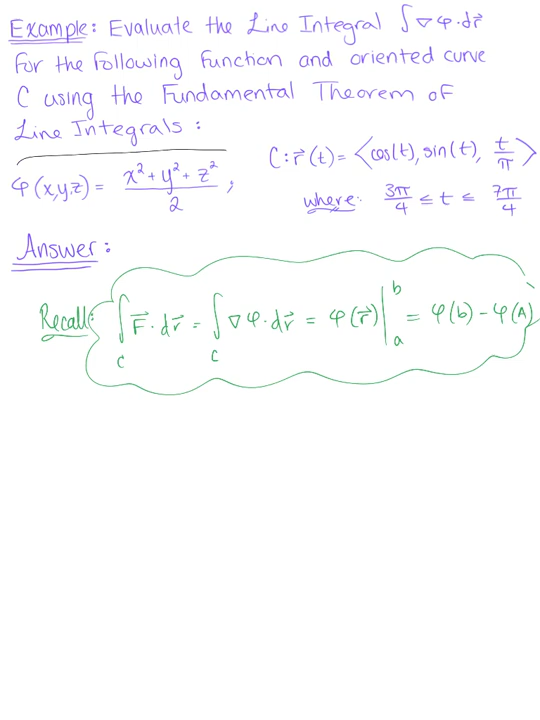 Example: Evaluate the Line Integral ∫∇φ·dr⃗
for the following function and oriented curve
C using the Fundamental Theorem of
Line Integrals:
φ(x,y,z) = (x² + y² + z²)/2 ; C: r⃗(t) = ⟨cos(t), sin(t), t/π⟩
where: 3π/4 ≤ t ≤ 7π/4
Answer:
Recall: ∫_C F⃗·dr⃗ = ∫_C ∇φ·dr⃗ = φ(r⃗)|_a^b = φ(b) - φ(A)